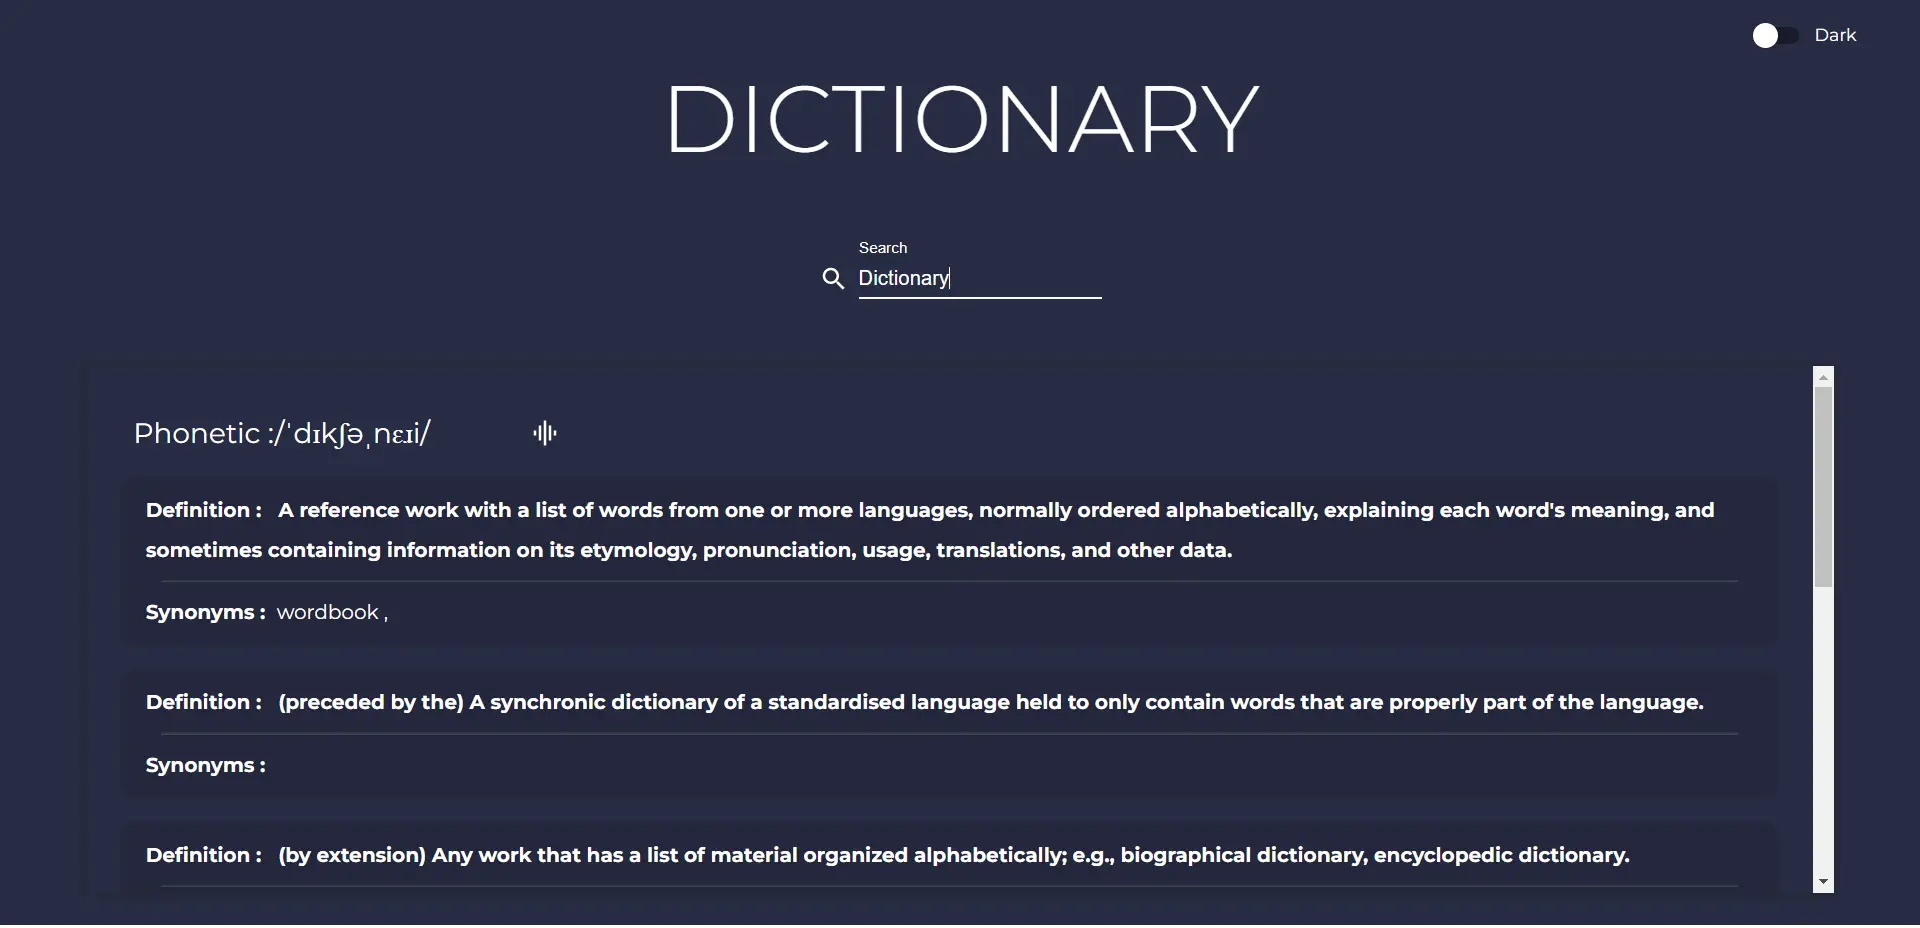 Dark
DICTIONARY
Search
Dictionary
Phonetic :/ˈdɪkʃəˌnɛɹi/
Definition : A reference work with a list of words from one or more languages, normally ordered alphabetically, explaining each word's meaning, and
sometimes containing information on its etymology, pronunciation, usage, translations, and other data.
Synonyms : wordbook ,
Definition : (preceded by the) A synchronic dictionary of a standardised language held to only contain words that are properly part of the language.
Synonyms :
Definition : (by extension) Any work that has a list of material organized alphabetically; e.g., biographical dictionary, encyclopedic dictionary.